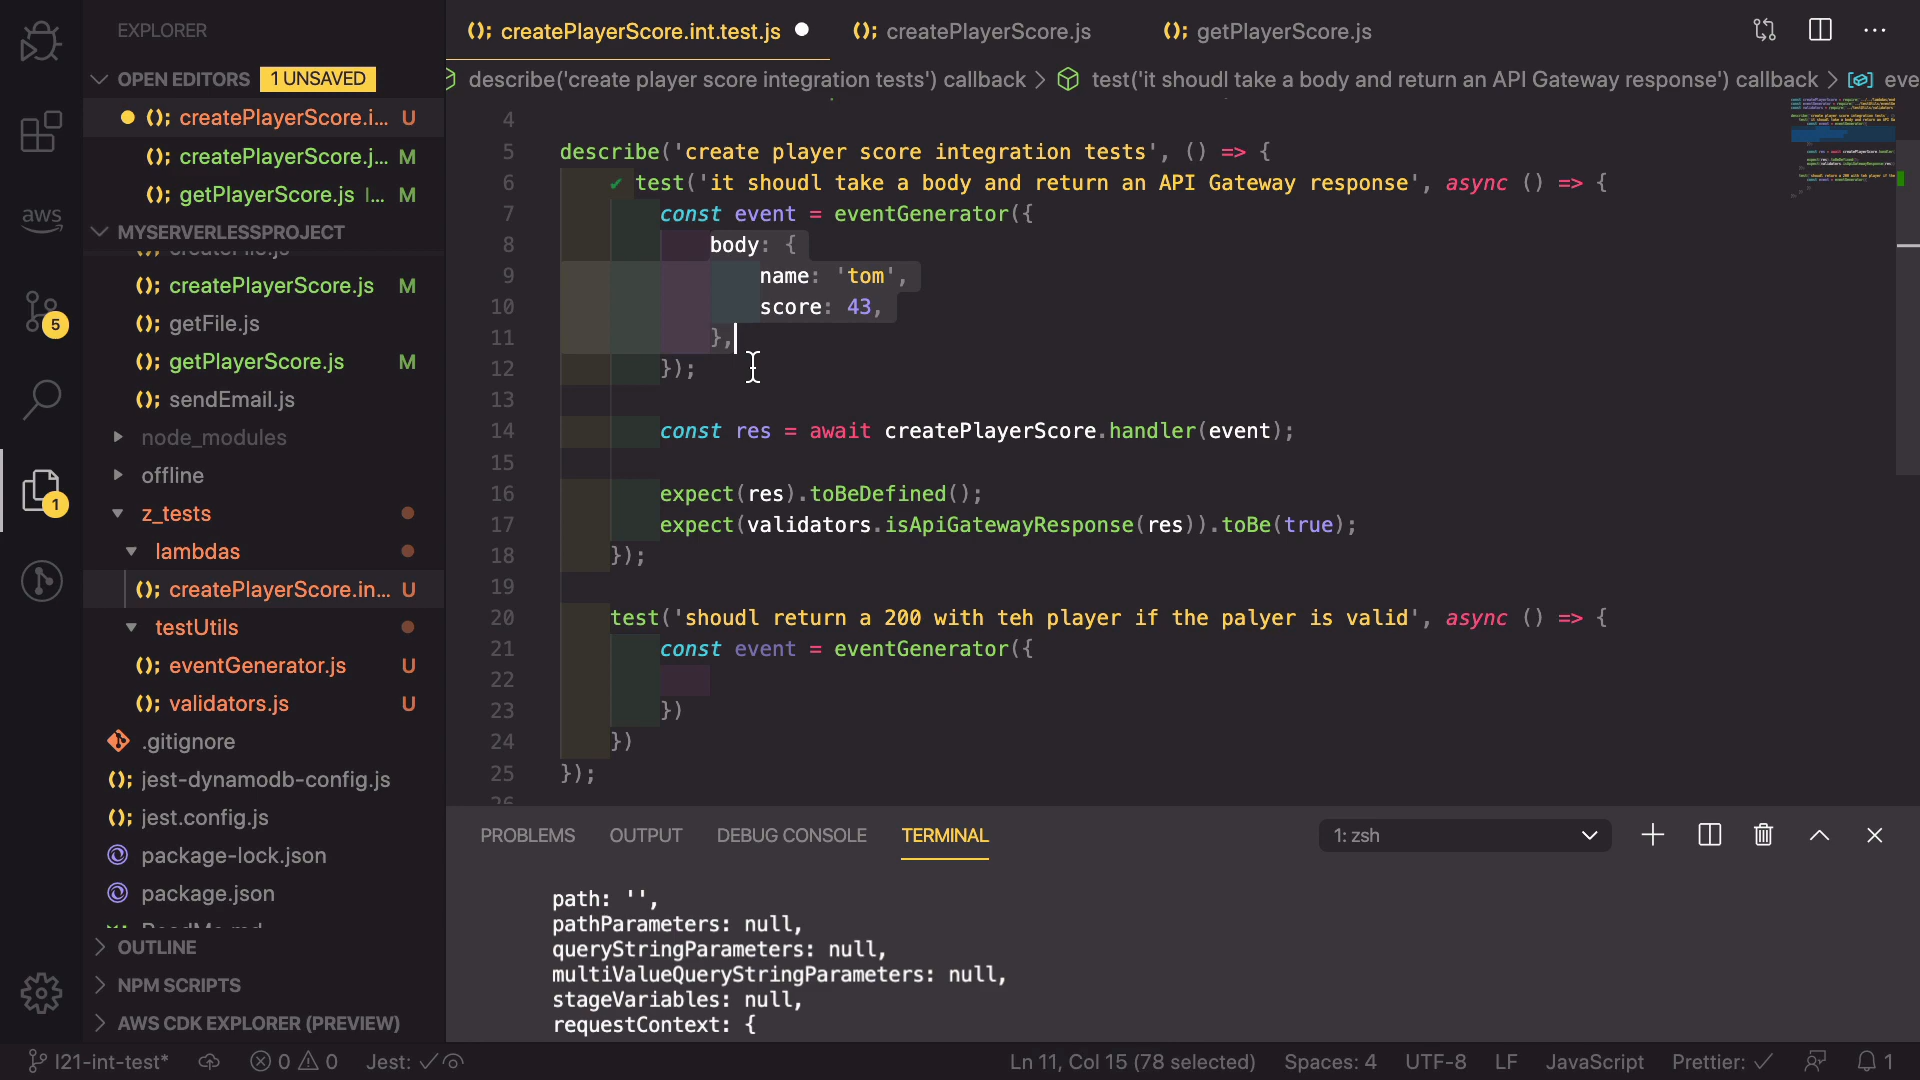 EXPLORER
OPEN EDITORS 1 UNSAVED
createPlayerScore.i... U
createPlayerScore.j... M
getPlayerScore.js l... M
MYSERVERLESSPROJECT
createPlayerScore.js M
getFile.js
getPlayerScore.js M
sendEmail.js
node_modules
offline
z_tests
lambdas
createPlayerScore.in... U
testUtils
eventGenerator.js U
validators.js U
.gitignore
jest-dynamodb-config.js
jest.config.js
package-lock.json
package.json
OUTLINE
NPM SCRIPTS
AWS CDK EXPLORER (PREVIEW)
aws
5
1
createPlayerScore.int.test.js createPlayerScore.js getPlayerScore.js
describe('create player score integration tests') callback > test('it shoudl take a body and return an API Gateway response') callback > eve
4
5 describe('create player score integration tests', () => {
6 ✔ test('it shoudl take a body and return an API Gateway response', async () => {
7 const event = eventGenerator({
8 body: {
9 name: 'tom',
10 score: 43,
11 },
12 });
13
14 const res = await createPlayerScore.handler(event);
15
16 expect(res).toBeDefined();
17 expect(validators.isApiGatewayResponse(res)).toBe(true);
18 });
19
20 test('shoudl return a 200 with teh player if the palyer is valid', async () => {
21 const event = eventGenerator({
22
23 })
24 })
25 });
PROBLEMS OUTPUT DEBUG CONSOLE TERMINAL 1: zsh
path: '',
pathParameters: null,
queryStringParameters: null,
multiValueQueryStringParameters: null,
stageVariables: null,
requestContext: {
l21-int-test* 0 0 Jest: ✓ Ln 11, Col 15 (78 selected) Spaces: 4 UTF-8 LF JavaScript Prettier: ✓ 1